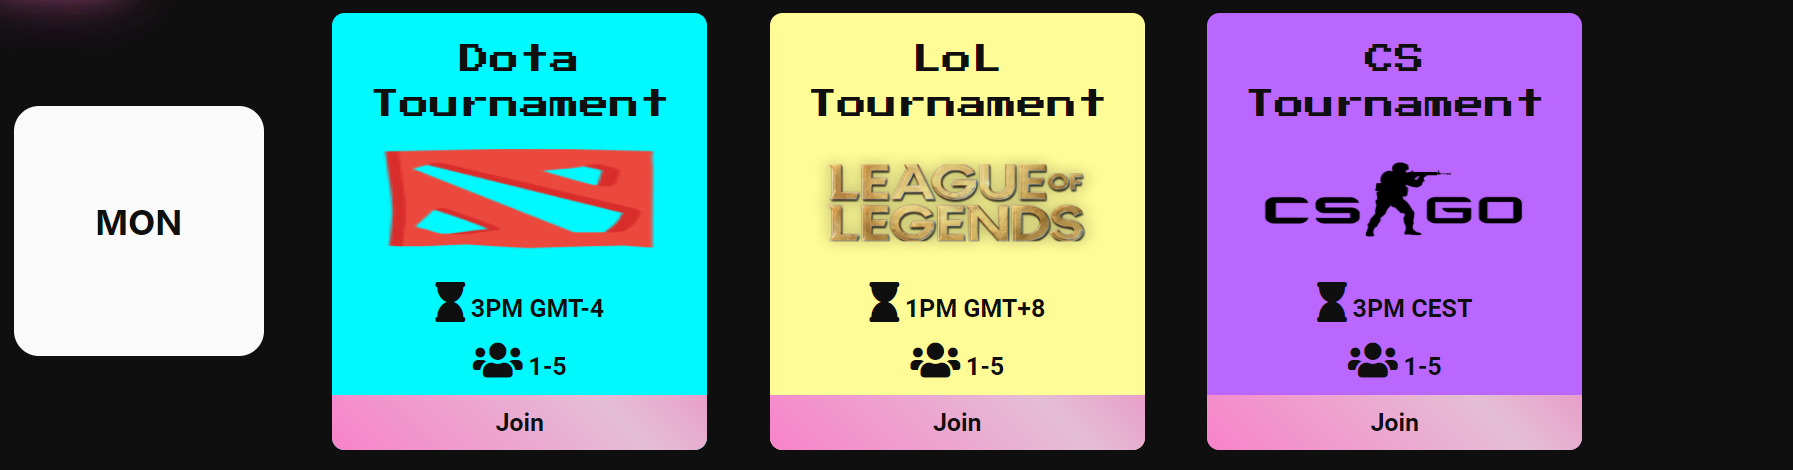 MON
Dota
Tournament
3PM GMT-4
1-5
Join
LoL
Tournament
LEAGUE OF
LEGENDS
1PM GMT+8
1-5
Join
CS
Tournament
CS GO
3PM CEST
1-5
Join